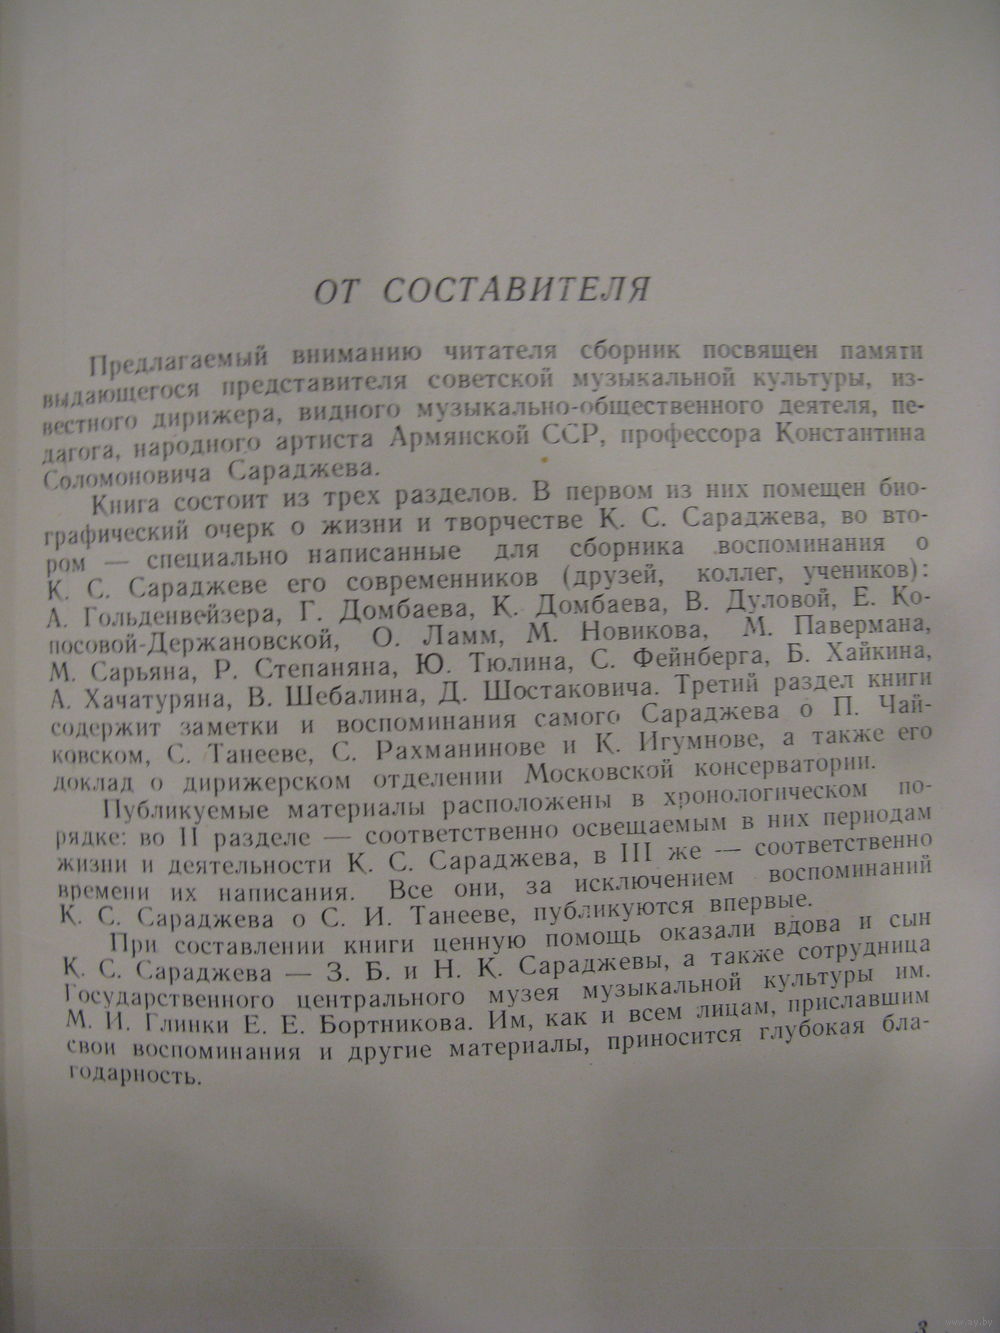 ОТ СОСТАВИТЕЛЯ
Предлагаемый вниманию читателя сборник посвящен памяти
выдающегося представителя советской музыкальной культуры, из-
вестного дирижера, видного музыкально-общественного деятеля, пе-
дагога, народного артиста Армянской ССР, профессора Константина
Соломоновича Сараджева.
Книга состоит из трех разделов. В первом из них помещен био-
графический очерк о жизни и творчестве К. С. Сараджева, во вто-
ром — специально написанные для сборника воспоминания о
К. С. Сараджеве его современников (друзей, коллег, учеников):
А. Гольденвейзера, Г. Домбаева, К. Домбаева, В. Дуловой, Е. Ко-
посовой-Держановской, О. Ламм, М. Новикова, М. Павермана,
М. Сарьяна, Р. Степаняна, Ю. Тюлина, С. Фейнберга, Б. Хайкина,
А. Хачатуряна, В. Шебалина, Д. Шостаковича. Третий раздел книги
содержит заметки и воспоминания самого Сараджева о П. Чай-
ковском, С. Танееве, С. Рахманинове и К. Игумнове, а также его
доклад о дирижерском отделении Московской консерватории.
Публикуемые материалы расположены в хронологическом по-
рядке: во II разделе — соответственно освещаемым в них периодам
жизни и деятельности К. С. Сараджева, в III же — соответственно
времени их написания. Все они, за исключением воспоминаний
К. С. Сараджева о С. И. Танееве, публикуются впервые.
При составлении книги ценную помощь оказали вдова и сын
К. С. Сараджева — З. Б. и Н. К. Сараджевы, а также сотрудница
Государственного центрального музея музыкальной культуры им.
М. И. Глинки Е. Е. Бортникова. Им, как и всем лицам, приславшим
свои воспоминания и другие материалы, приносится глубокая бла-
годарность.
3
www.ay.by